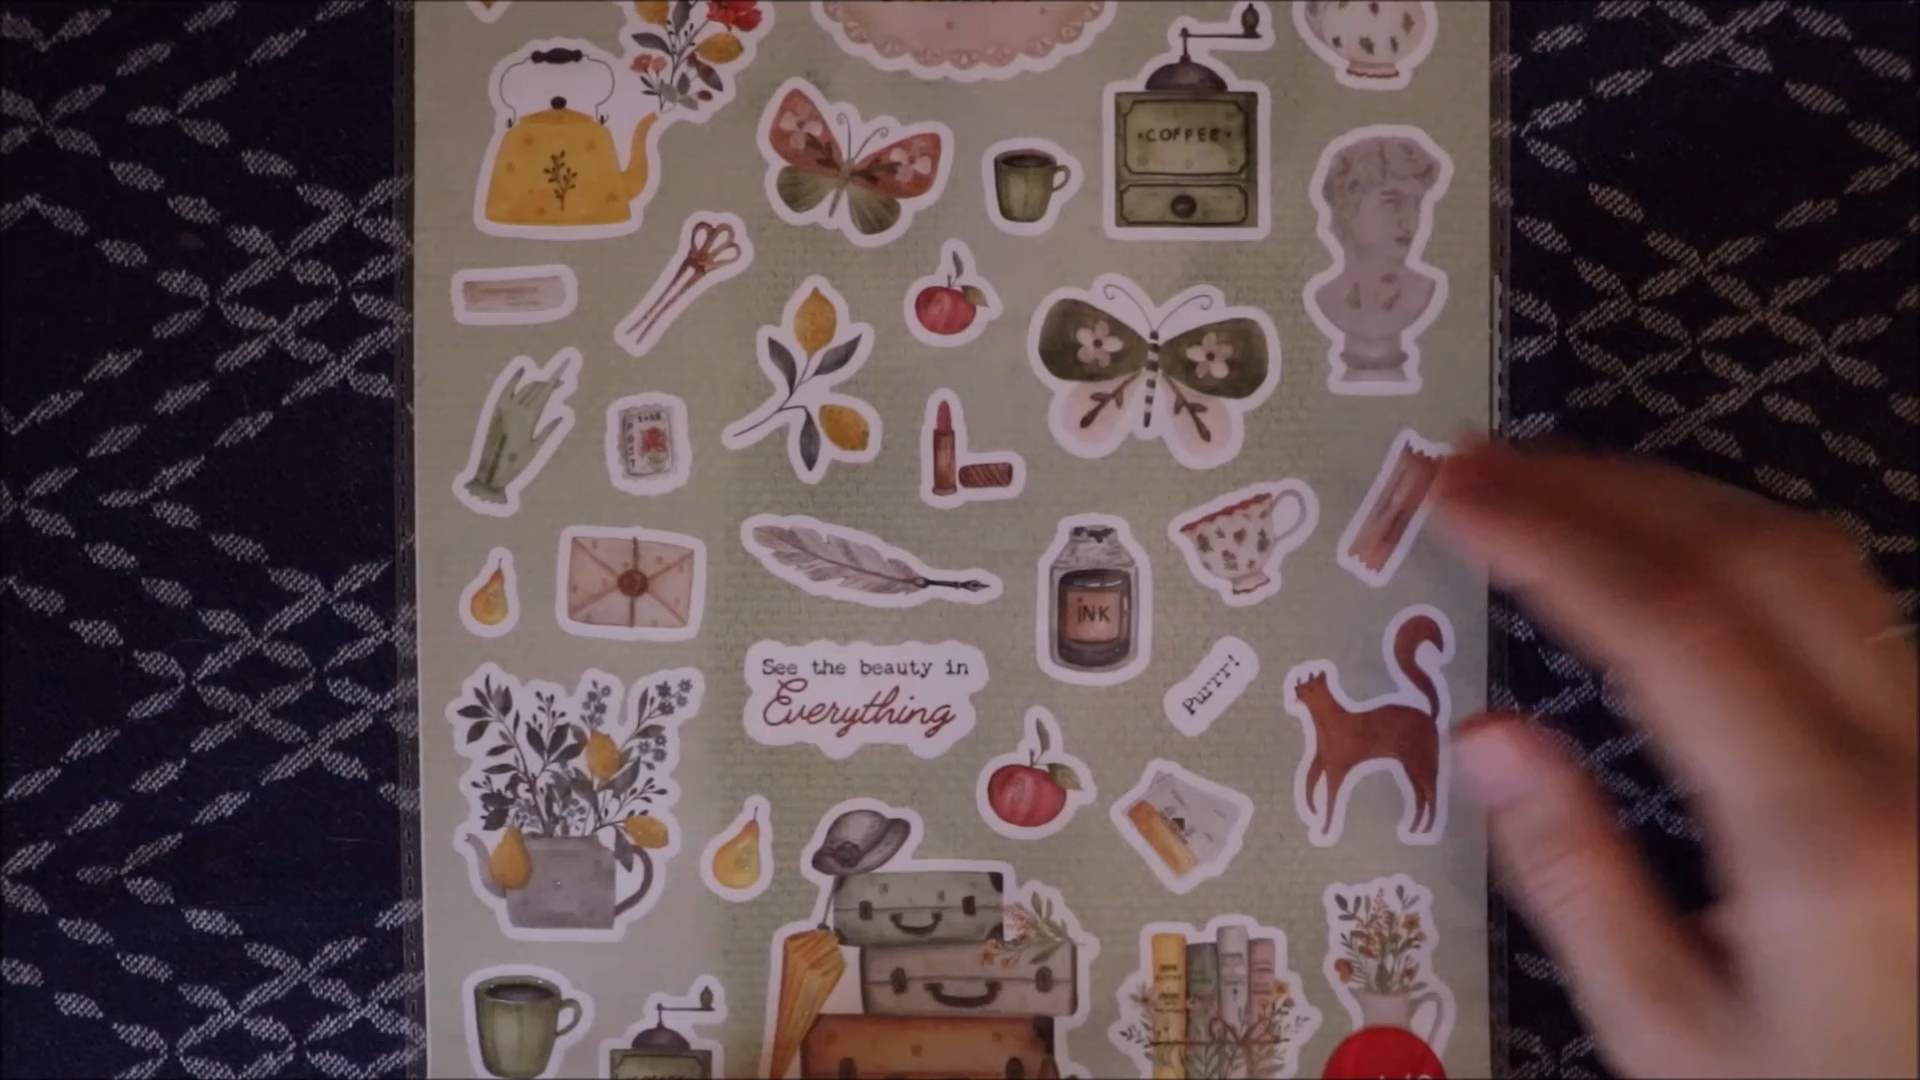 COFFEE
INK
See the beauty in
Everything
Purrr!